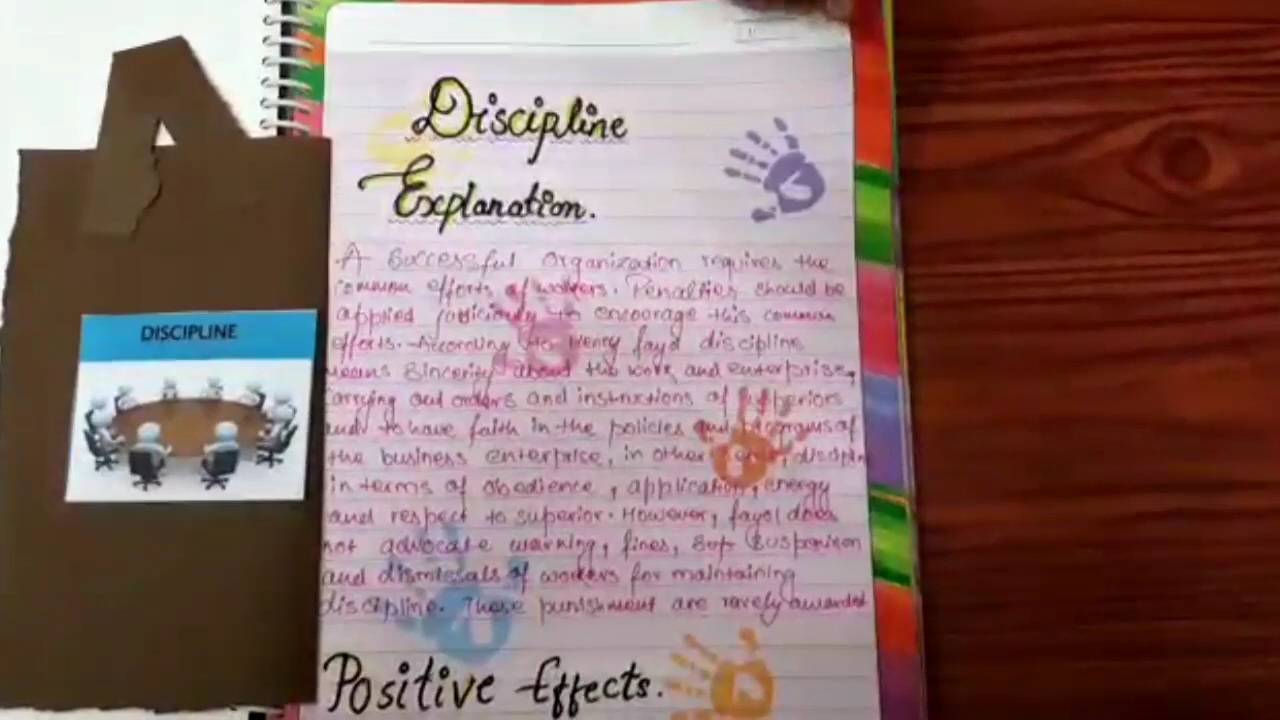 DISCIPLINE
Discipline
Explanation.
A Successful Organization requires the
common efforts of workers. Penalties should be
applied judiciously to encourage this common
efforts. According to Henry fayol discipline
means Sincerity about the work and enterprise,
carrying out orders and instructions of superiors
and to have faith in the policies and programs of
the business enterprise, in other discipline
in terms of obedience, application, energy
and respect to superior. However, fayol does
not advocate warning, fines, suspension
and dismissals of workers for maintaining
discipline. These punishment are rarely awarded
Positive Effects.